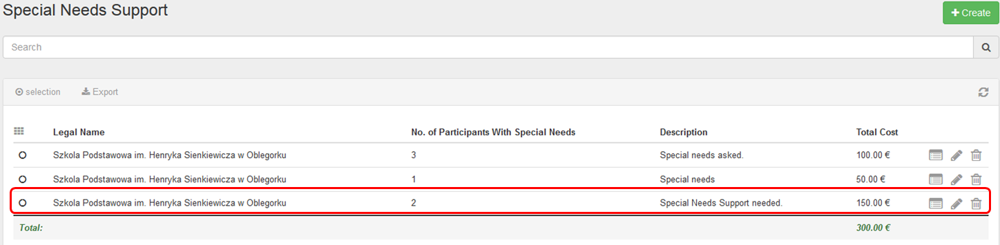 Special Needs Support
Create
Search
selection Export
Legal Name No. of Participants With Special Needs Description Total Cost
Szkola Podstawowa im. Henryka Sienkiewicza w Oblegorku 3 Special needs asked. 100.00 €
Szkola Podstawowa im. Henryka Sienkiewicza w Oblegorku 1 Special needs 50.00 €
Szkola Podstawowa im. Henryka Sienkiewicza w Oblegorku 2 Special Needs Support needed. 150.00 €
Total: 300.00 €